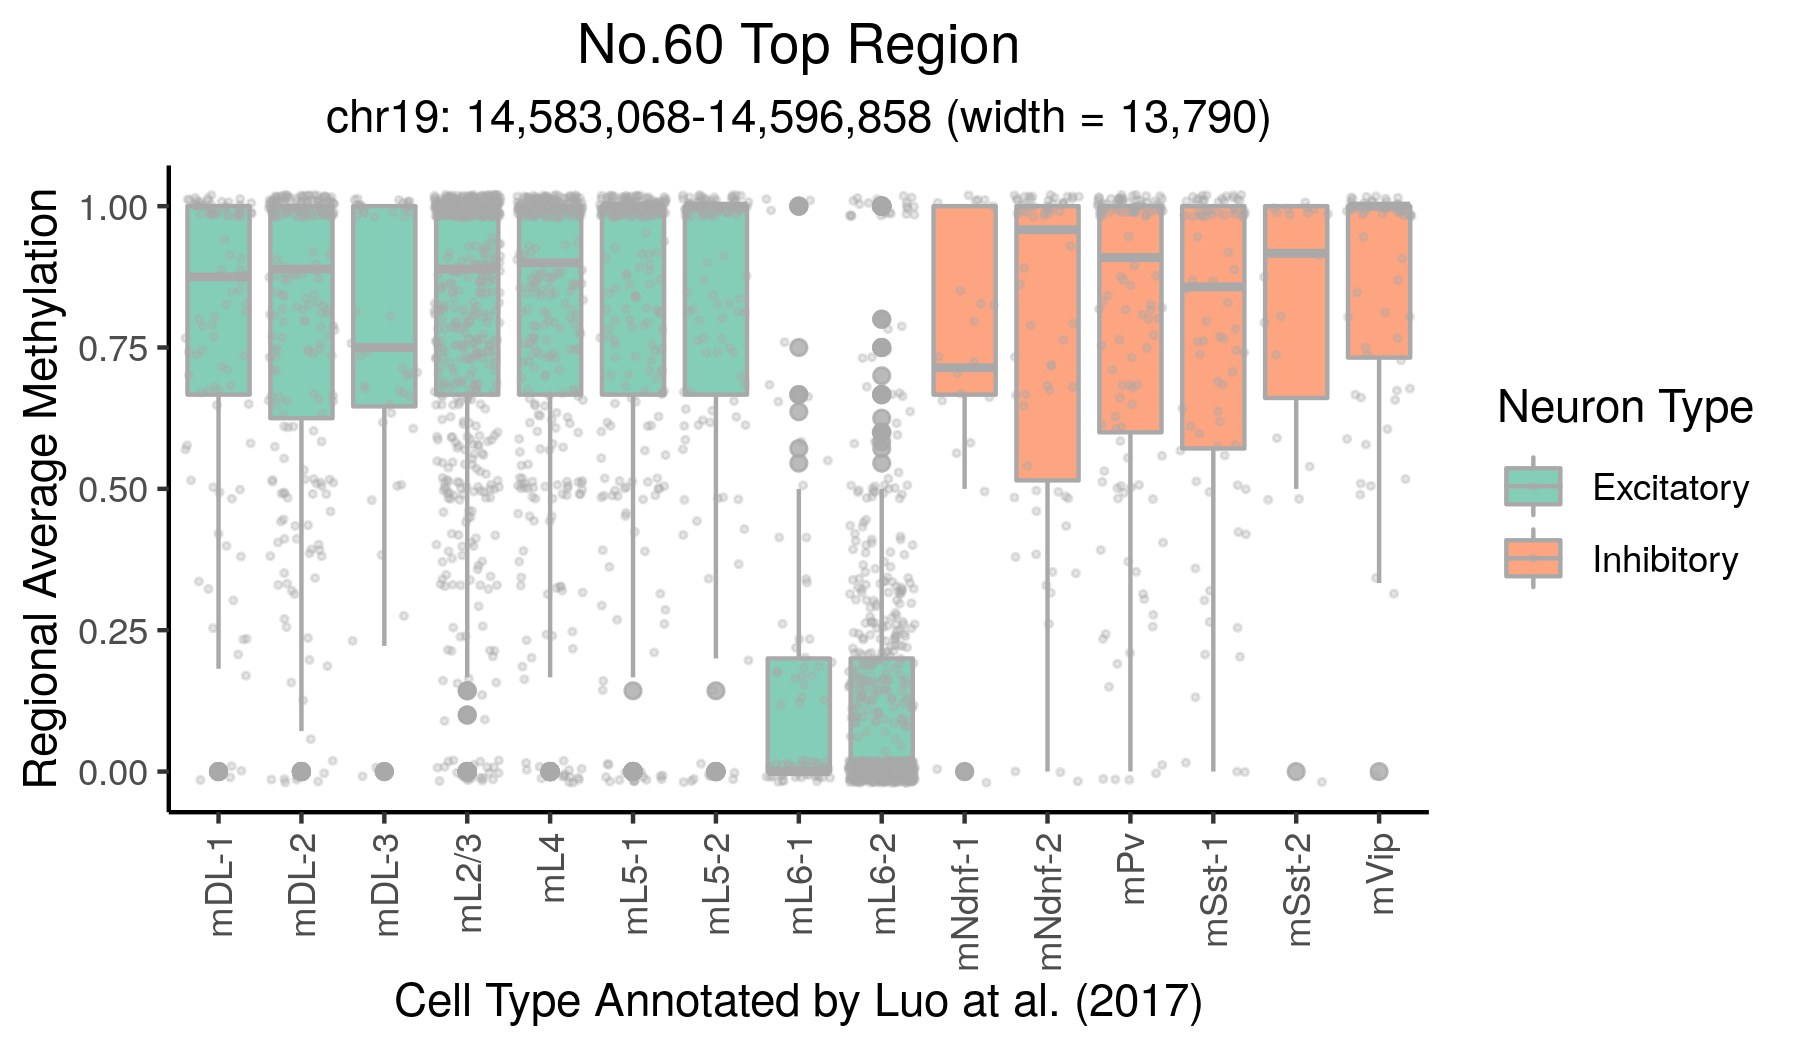 No.60 Top Region
chr19: 14,583,068-14,596,858 (width = 13,790)
Regional Average Methylation
1.00
0.75
0.50
0.25
0.00
mDL-1
mDL-2
mDL-3
mL2/3
mL4
mL5-1
mL5-2
mL6-1
mL6-2
mNdnf-1
mNdnf-2
mPv
mSst-1
mSst-2
mVip
Cell Type Annotated by Luo at al. (2017)
Neuron Type
Excitatory
Inhibitory